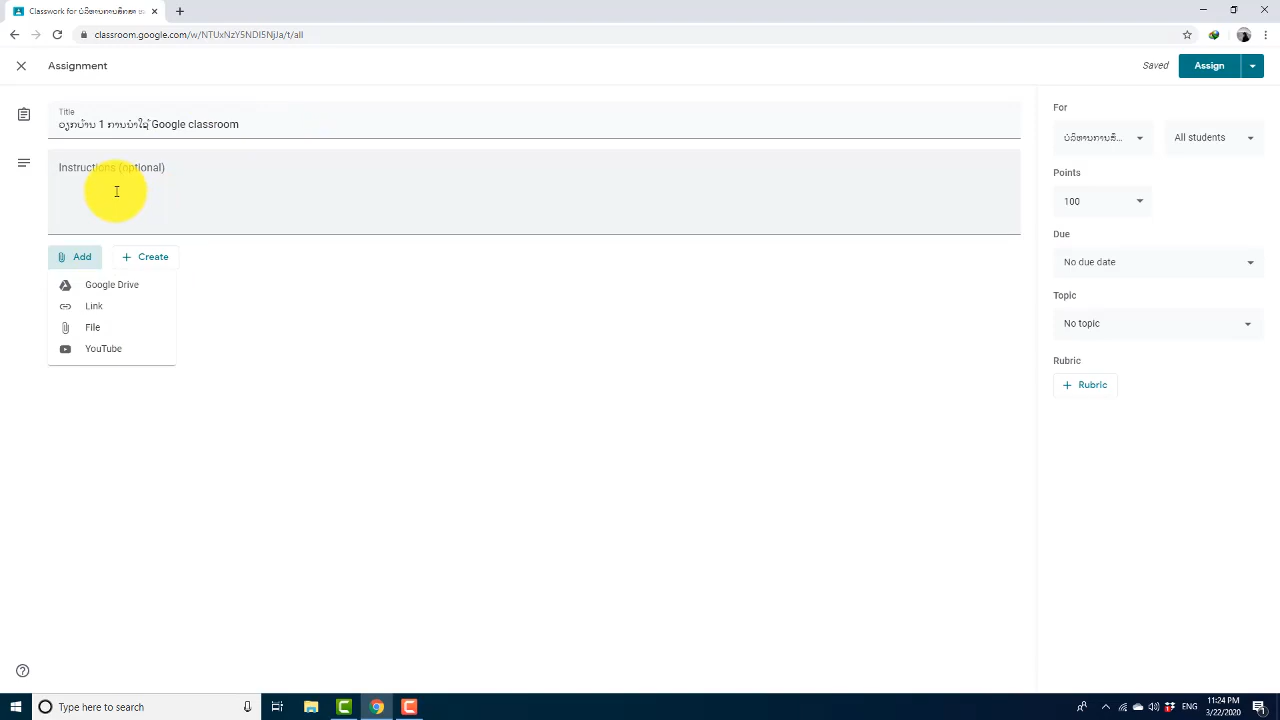 Classwork for ບໍລິຫານການສຶກສາ
classroom.google.com/w/NTUxNzY5NDI5NjJa/t/all
Assignment
Saved
Assign
Title
ວຽກບ້ານ 1 ການນຳໃຊ້ Google classroom
Instructions (optional)
Add
Create
Google Drive
Link
File
YouTube
For
ບໍລິຫານການສຶ...
All students
Points
100
Due
No due date
Topic
No topic
Rubric
Rubric
Type here to search
ENG
11:24 PM
3/22/2020